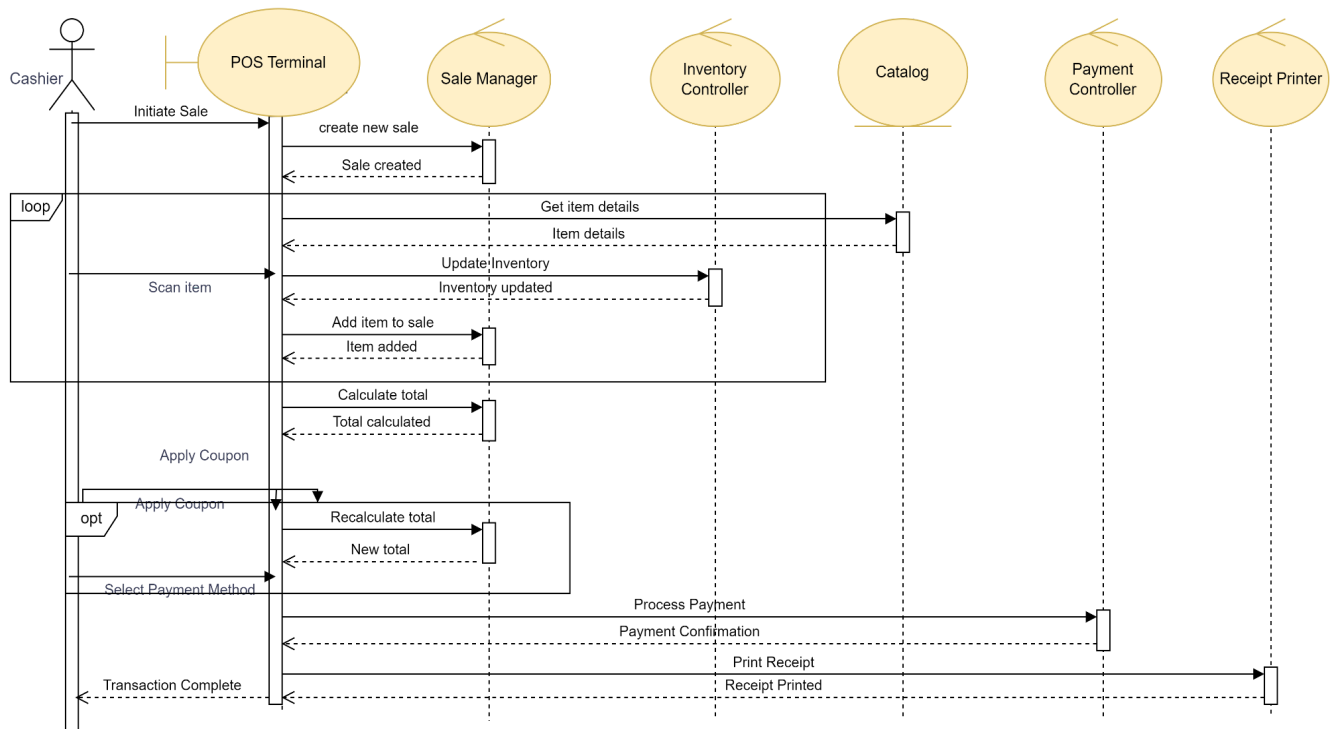 Cashier
POS Terminal
Sale Manager
Inventory
Controller
Catalog
Payment
Controller
Receipt Printer
Initiate Sale
create new sale
Sale created
loop
Get item details
Item details
Update Inventory
Scan item
Inventory updated
Add item to sale
Item added
Calculate total
Total calculated
Apply Coupon
Apply Coupon
opt
Recalculate total
New total
Select Payment Method
Process Payment
Payment Confirmation
Print Receipt
Transaction Complete
Receipt Printed